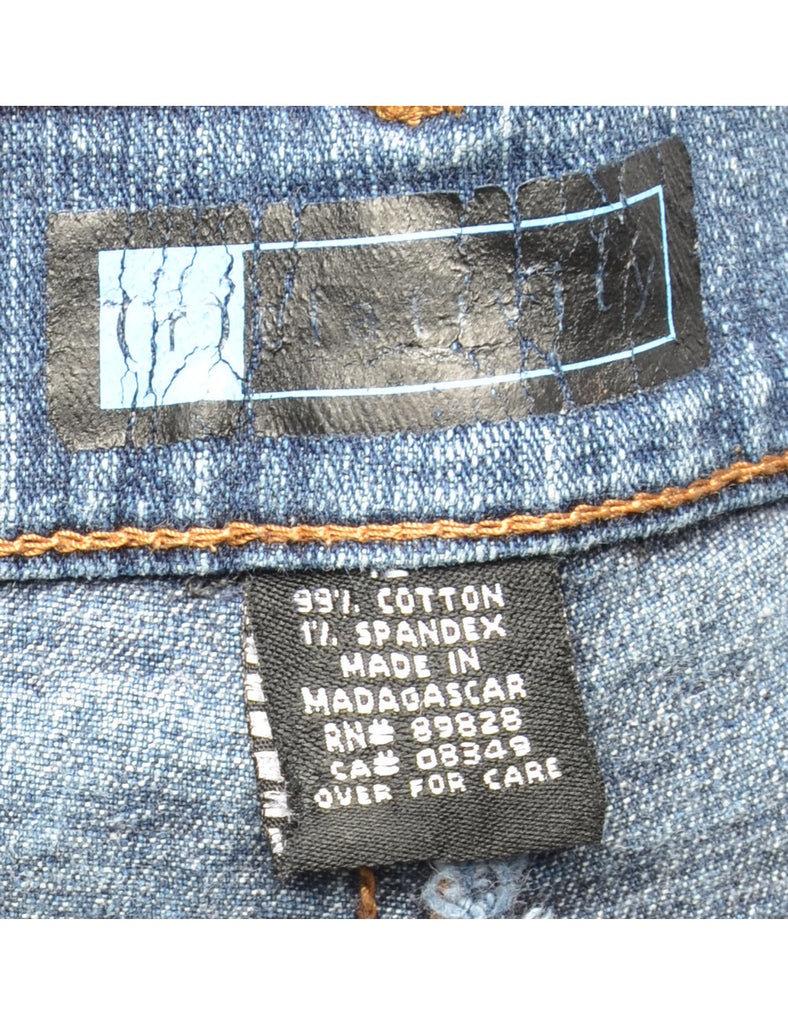 (r)
99% COTTON
1% SPANDEX
MADE IN
MADAGASCAR
RN# 89828
CA# 08349
OVER FOR CARE